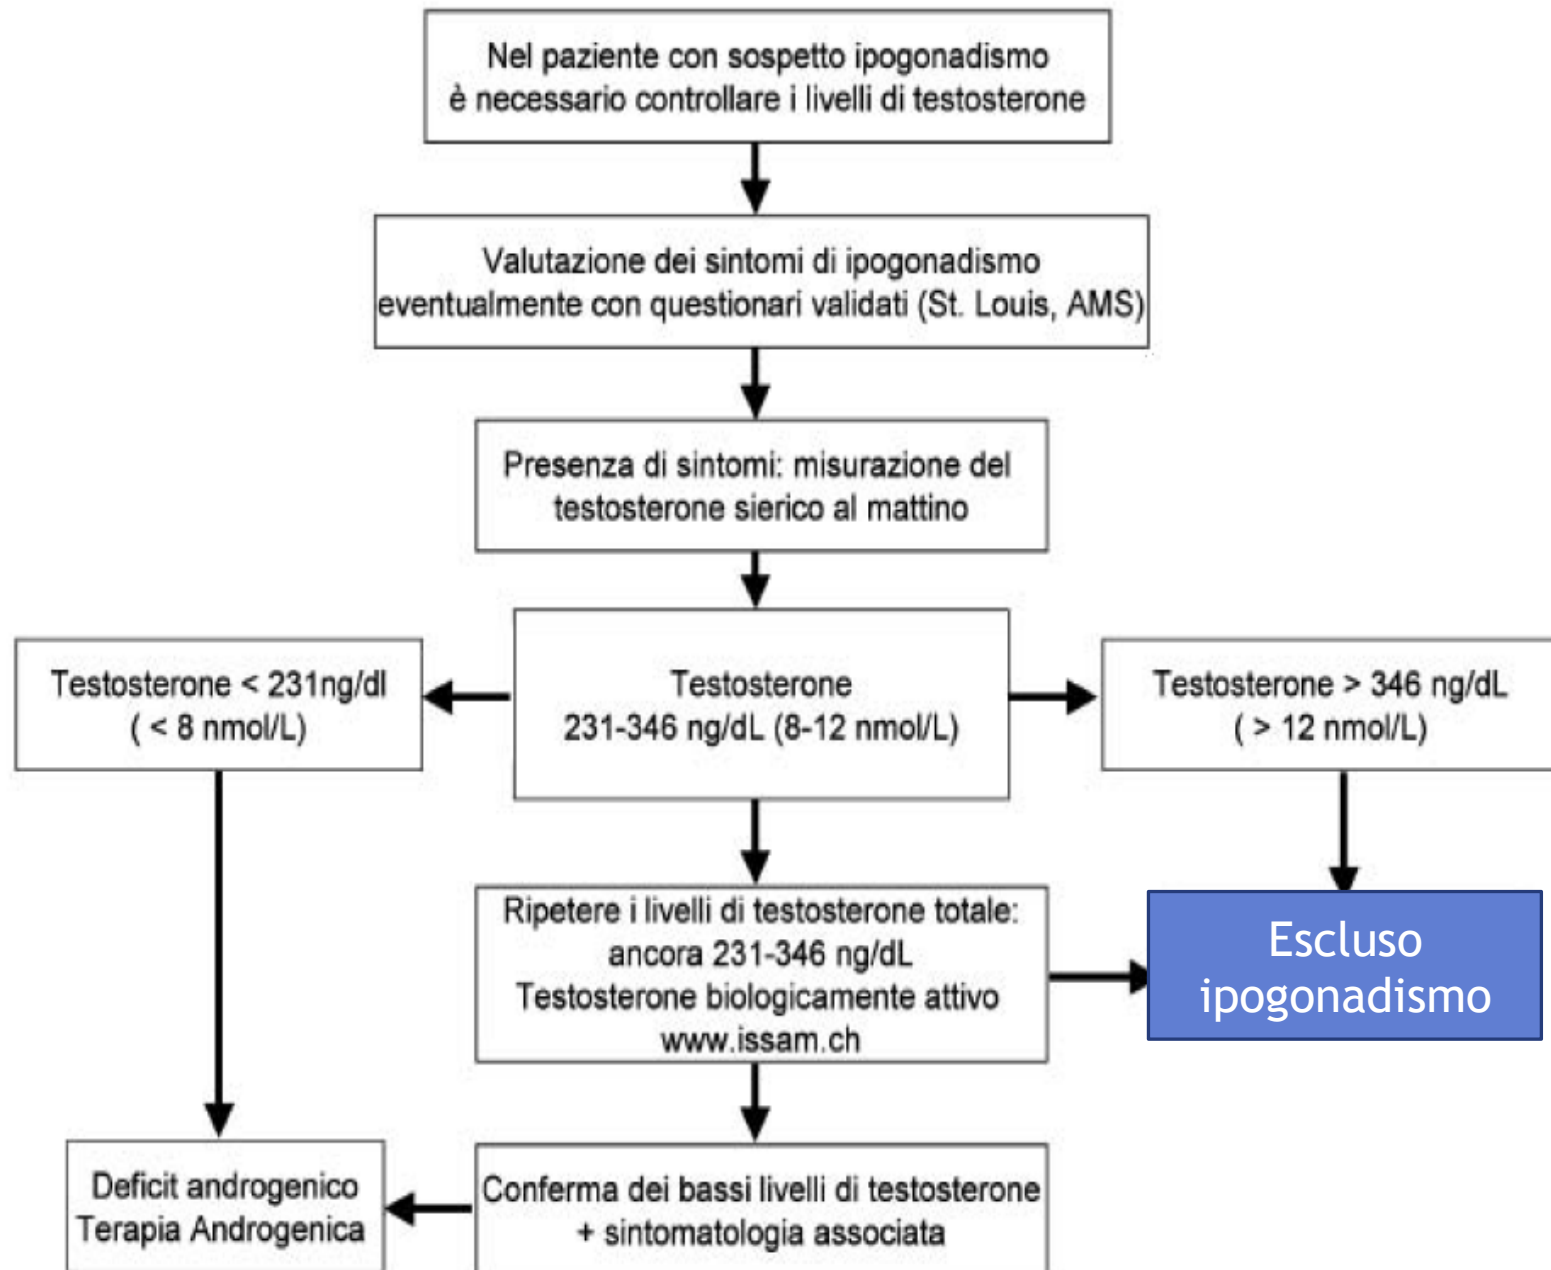 Nel paziente con sospetto ipogonadismo
è necessario controllare i livelli di testosterone
Valutazione dei sintomi di ipogonadismo
eventualmente con questionari validati (St. Louis, AMS)
Presenza di sintomi: misurazione del
testosterone sierico al mattino
Testosterone < 231ng/dl
( < 8 nmol/L)
Testosterone
231-346 ng/dL (8-12 nmol/L)
Testosterone > 346 ng/dL
( > 12 nmol/L)
Ripetere i livelli di testosterone totale:
ancora 231-346 ng/dL
Testosterone biologicamente attivo
www.issam.ch
Escluso
ipogonadismo
Deficit androgenico
Terapia Androgenica
Conferma dei bassi livelli di testosterone
+ sintomatologia associata